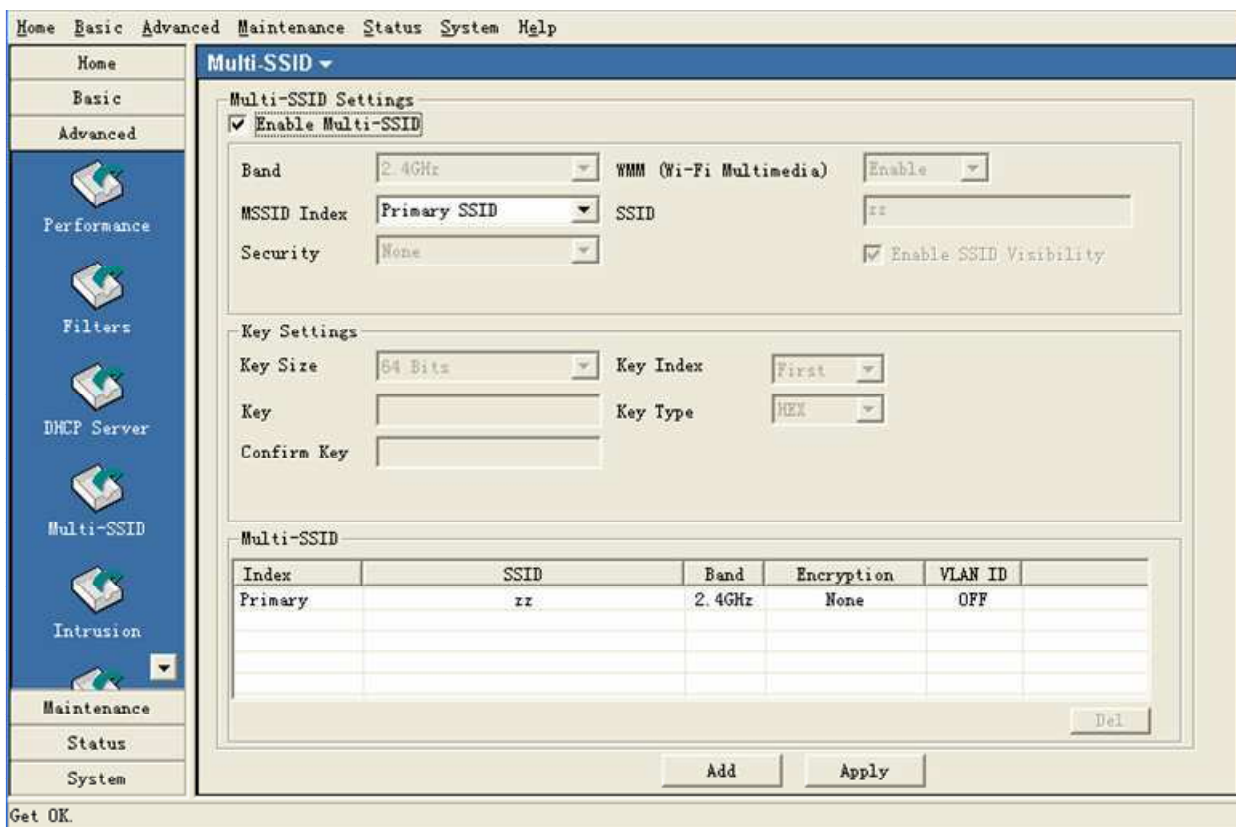 Home Basic Advanced Maintenance Status System Help
Home
Basic
Advanced
Performance
Filters
DHCP Server
Multi-SSID
Intrusion
Maintenance
Status
System
Multi-SSID
Multi-SSID Settings
Enable Multi-SSID
Band 2.4GHz WMM (Wi-Fi Multimedia) Enable
MSSID Index Primary SSID SSID zz
Security None Enable SSID Visibility
Key Settings
Key Size 64 Bits Key Index First
Key Key Type HEX
Confirm Key
Multi-SSID
Index SSID Band Encryption VLAN ID
Primary zz 2.4GHz None OFF
Del
Add Apply
Get OK.